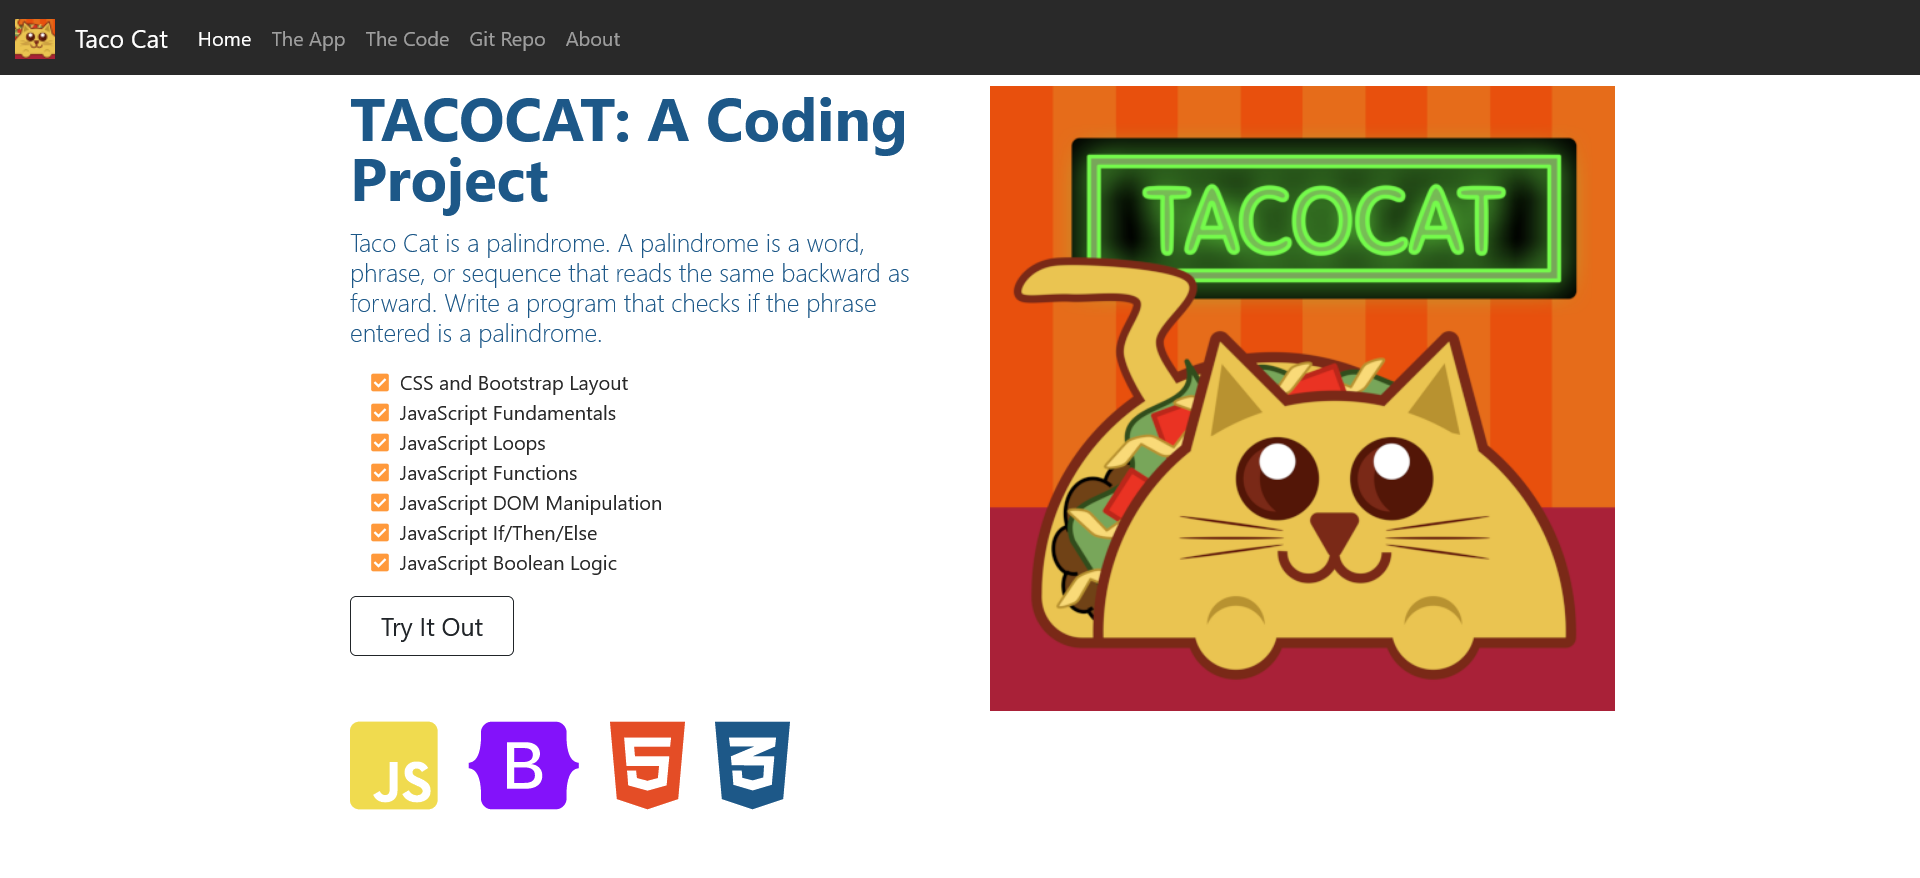 Taco Cat Home The App The Code Git Repo About
TACOCAT: A Coding
Project
Taco Cat is a palindrome. A palindrome is a word,
phrase, or sequence that reads the same backward as
forward. Write a program that checks if the phrase
entered is a palindrome.
CSS and Bootstrap Layout
JavaScript Fundamentals
JavaScript Loops
JavaScript Functions
JavaScript DOM Manipulation
JavaScript If/Then/Else
JavaScript Boolean Logic
Try It Out
JS B 5 3
TACOCAT